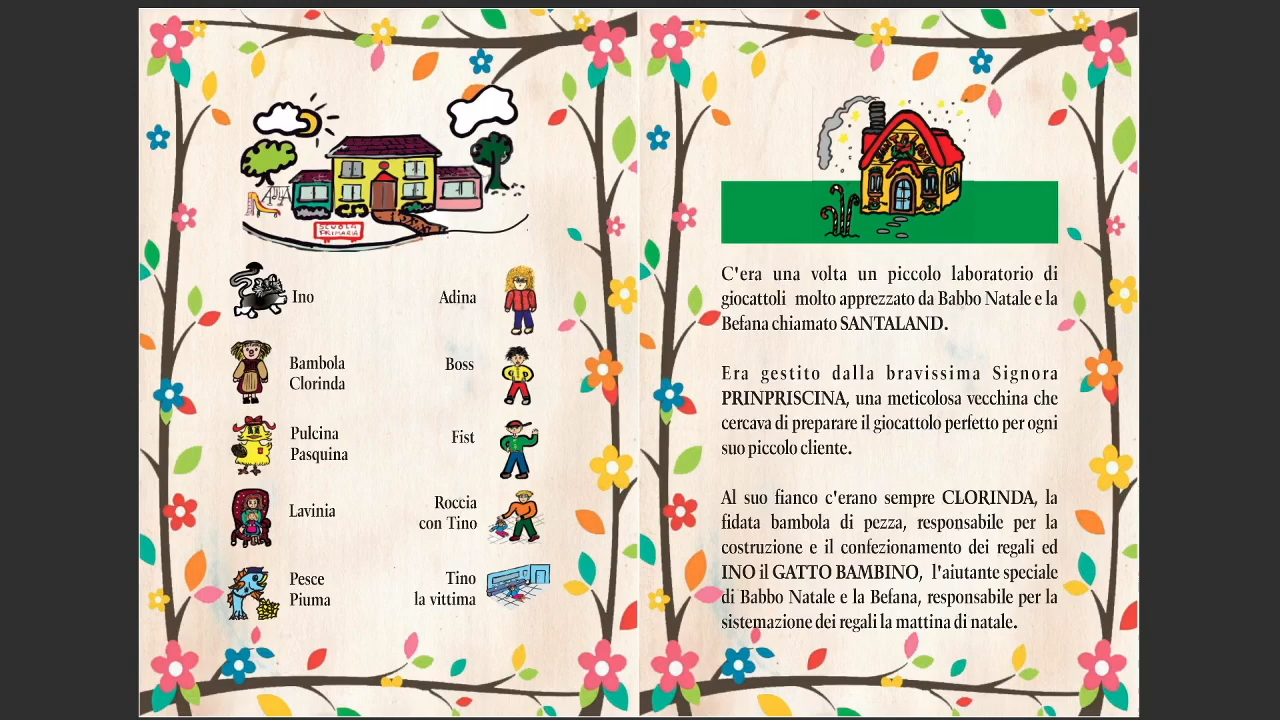 SCUOLA
PRIMARIA
Ino
Adina
Bambola
Clorinda
Boss
Pulcina
Pasquina
Fist
Lavinia
Roccia
con Tino
Pesce
Piuma
Tino
la vittima
C'era una volta un piccolo laboratorio di
giocattoli molto apprezzato da Babbo Natale e la
Befana chiamato SANTALAND.
Era gestito dalla bravissima Signora
PRINPRISCINA, una meticolosa vecchina che
cercava di preparare il giocattolo perfetto per ogni
suo piccolo cliente.
Al suo fianco c'erano sempre CLORINDA, la
fidata bambola di pezza, responsabile per la
costruzione e il confezionamento dei regali ed
INO il GATTO BAMBINO, l'aiutante speciale
di Babbo Natale e la Befana, responsabile per la
sistemazione dei regali la mattina di natale.